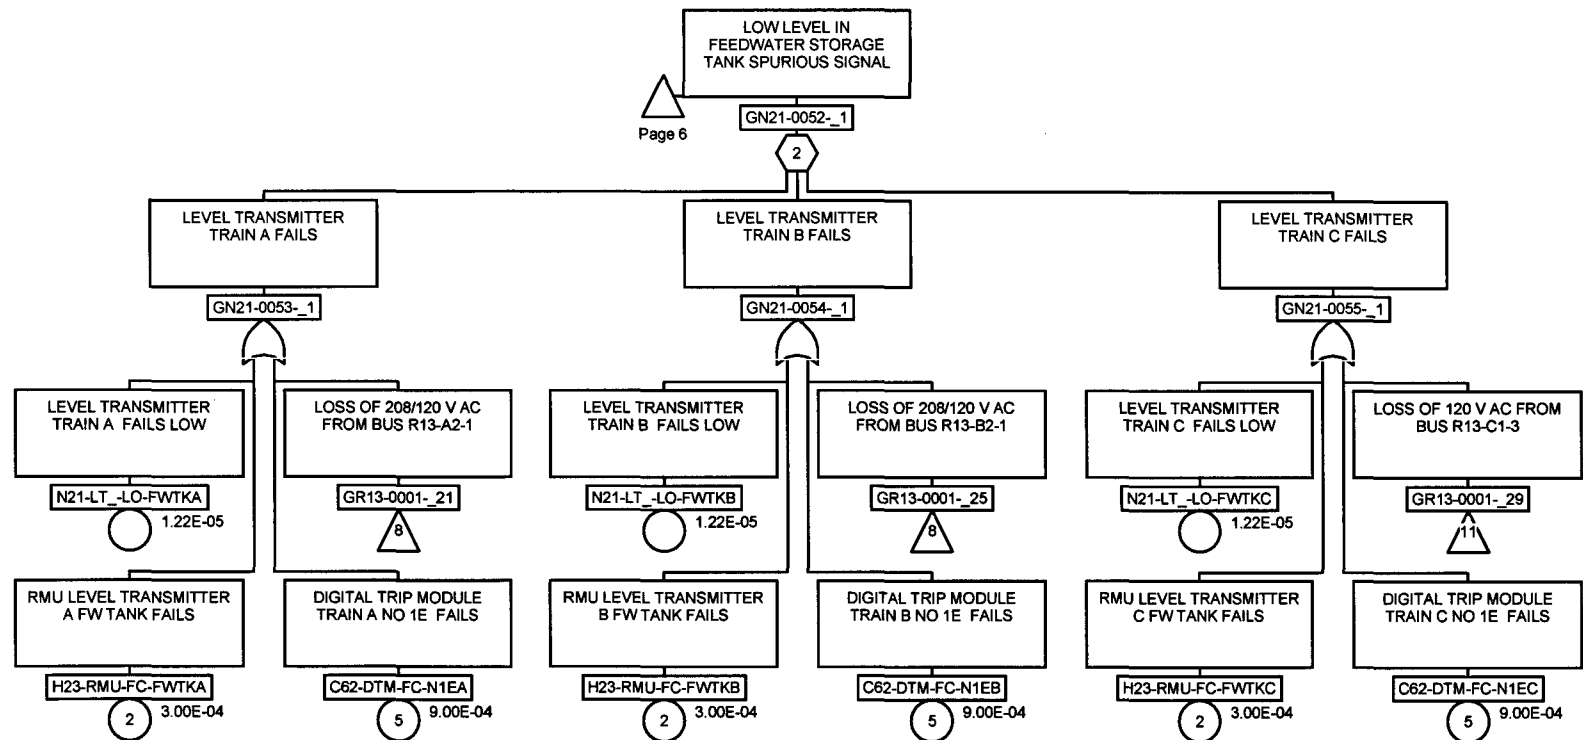 LOW LEVEL IN
FEEDWATER STORAGE
TANK SPURIOUS SIGNAL
Page 6
GN21-0052-_1
2
LEVEL TRANSMITTER
TRAIN A FAILS
GN21-0053-_1
LEVEL TRANSMITTER
TRAIN B FAILS
GN21-0054-_1
LEVEL TRANSMITTER
TRAIN C FAILS
GN21-0055-_1
LEVEL TRANSMITTER
TRAIN A FAILS LOW
N21-LT_-LO-FWTKA
1.22E-05
LOSS OF 208/120 V AC
FROM BUS R13-A2-1
GR13-0001-_21
8
LEVEL TRANSMITTER
TRAIN B FAILS LOW
N21-LT_-LO-FWTKB
1.22E-05
LOSS OF 208/120 V AC
FROM BUS R13-B2-1
GR13-0001-_25
8
LEVEL TRANSMITTER
TRAIN C FAILS LOW
N21-LT_-LO-FWTKC
1.22E-05
LOSS OF 120 V AC FROM
BUS R13-C1-3
GR13-0001-_29
11
RMU LEVEL TRANSMITTER
A FW TANK FAILS
H23-RMU-FC-FWTKA
2
3.00E-04
DIGITAL TRIP MODULE
TRAIN A NO 1E FAILS
C62-DTM-FC-N1EA
5
9.00E-04
RMU LEVEL TRANSMITTER
B FW TANK FAILS
H23-RMU-FC-FWTKB
2
3.00E-04
DIGITAL TRIP MODULE
TRAIN B NO 1E FAILS
C62-DTM-FC-N1EB
5
9.00E-04
RMU LEVEL TRANSMITTER
C FW TANK FAILS
H23-RMU-FC-FWTKC
2
3.00E-04
DIGITAL TRIP MODULE
TRAIN C NO 1E FAILS
C62-DTM-FC-N1EC
5
9.00E-04